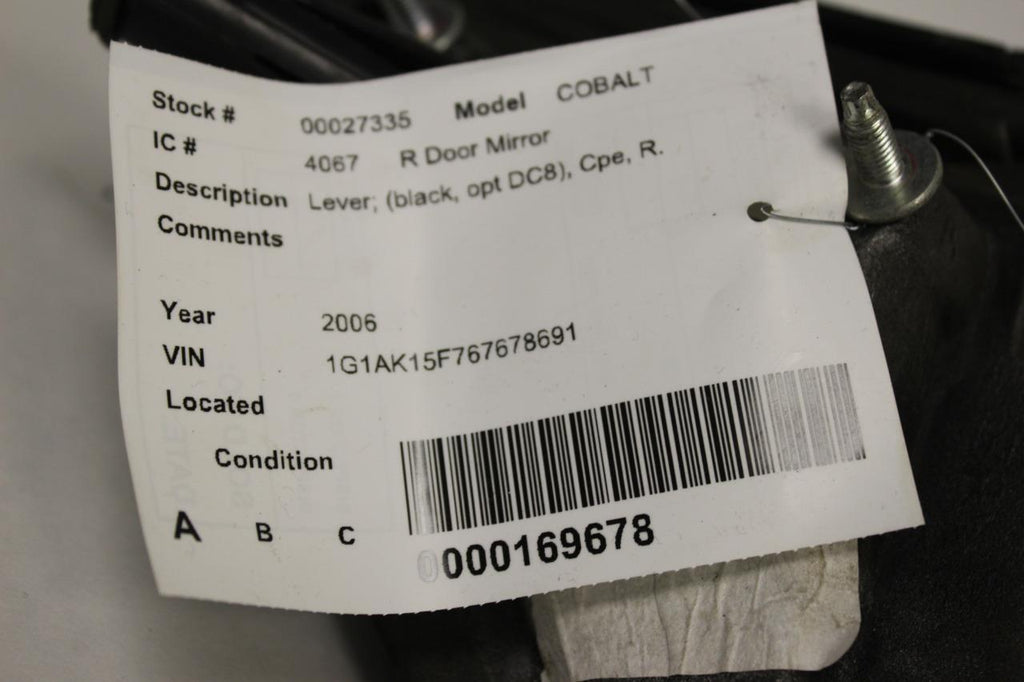 Stock # 00027335 Model COBALT
IC # 4067 R Door Mirror
Description Lever; (black, opt DC8), Cpe, R.
Comments
Year 2006
VIN 1G1AK15F767678691
Located
Condition
A B C
0000169678